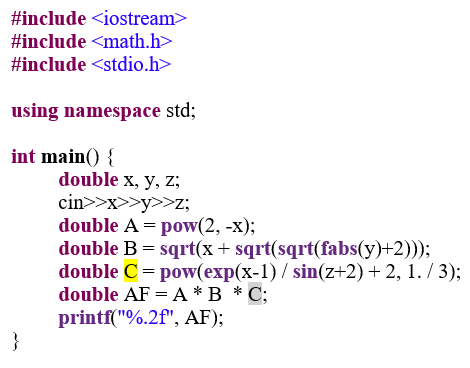 #include <iostream>
#include <math.h>
#include <stdio.h>
using namespace std;
int main() {
double x, y, z;
cin>>x>>y>>z;
double A = pow(2, -x);
double B = sqrt(x + sqrt(sqrt(fabs(y)+2)));
double C = pow(exp(x-1) / sin(z+2) + 2, 1. / 3);
double AF = A * B  * C;
printf("%.2f", AF);
}